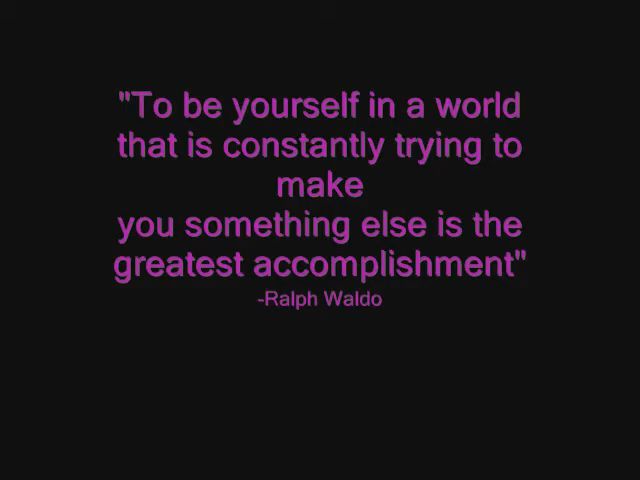 "To be yourself in a world
that is constantly trying to
make
you something else is the
greatest accomplishment"
-Ralph Waldo